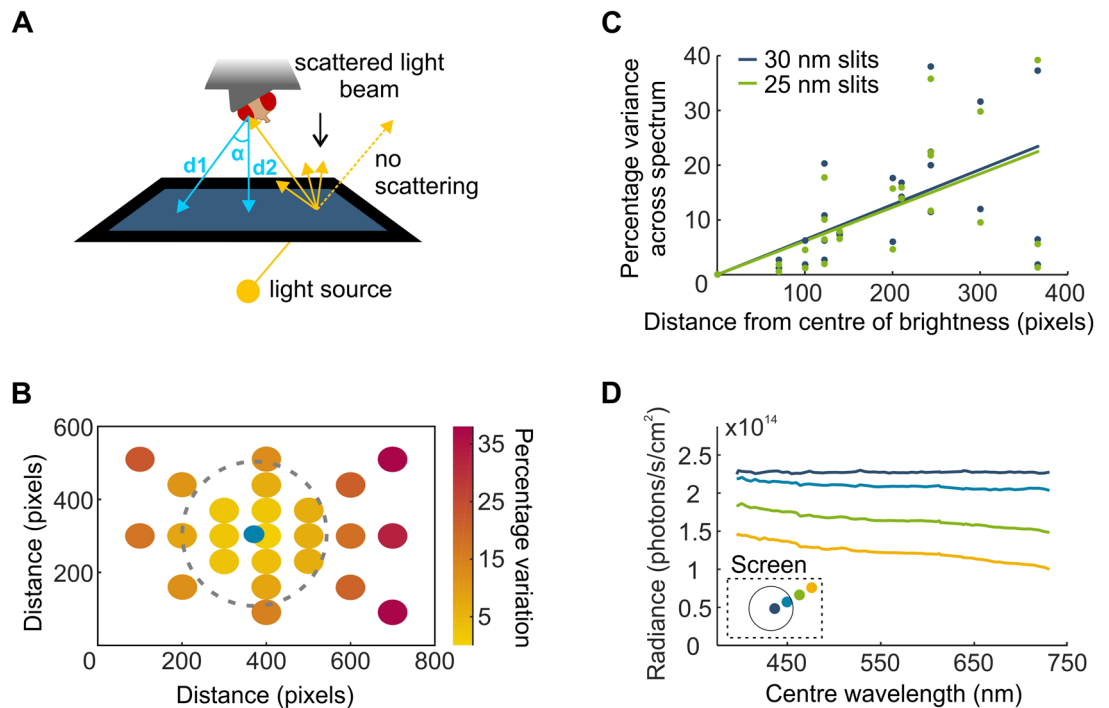 A
scattered light
beam
d1
α
d2
no
scattering
light source
B
600
400
200
0
200
400
600
800
Distance (pixels)
Distance (pixels)
35
25
15
5
Percentage variation
C
30 nm slits
25 nm slits
40
30
20
10
0
100
200
300
400
Percentage variance
across spectrum
Distance from centre of brightness (pixels)
D
x10¹⁴
2.5
2
1.5
1
0.5
0
450
550
650
750
Screen
Radiance (photons/s/cm²)
Centre wavelength (nm)